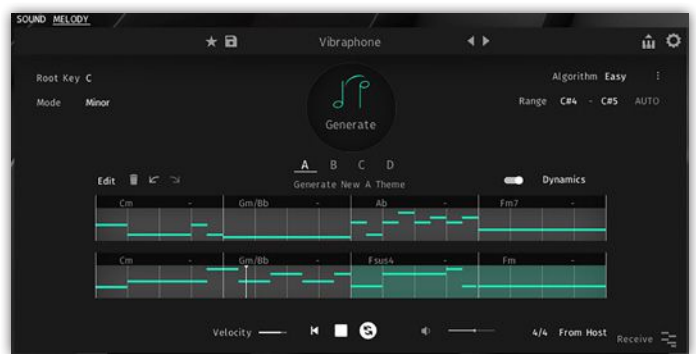 SOUND MELODY
Vibraphone
Root Key C
Algorithm Easy
Mode Minor
Range C#4 - C#5 AUTO
Generate
A B C D
Edit
Generate New A Theme
Dynamics
Cm - Gm/Bb - Ab - Fm7 -
Cm - Gm/Bb - Fsus4 - Fm -
Velocity
4/4 From Host
Receive